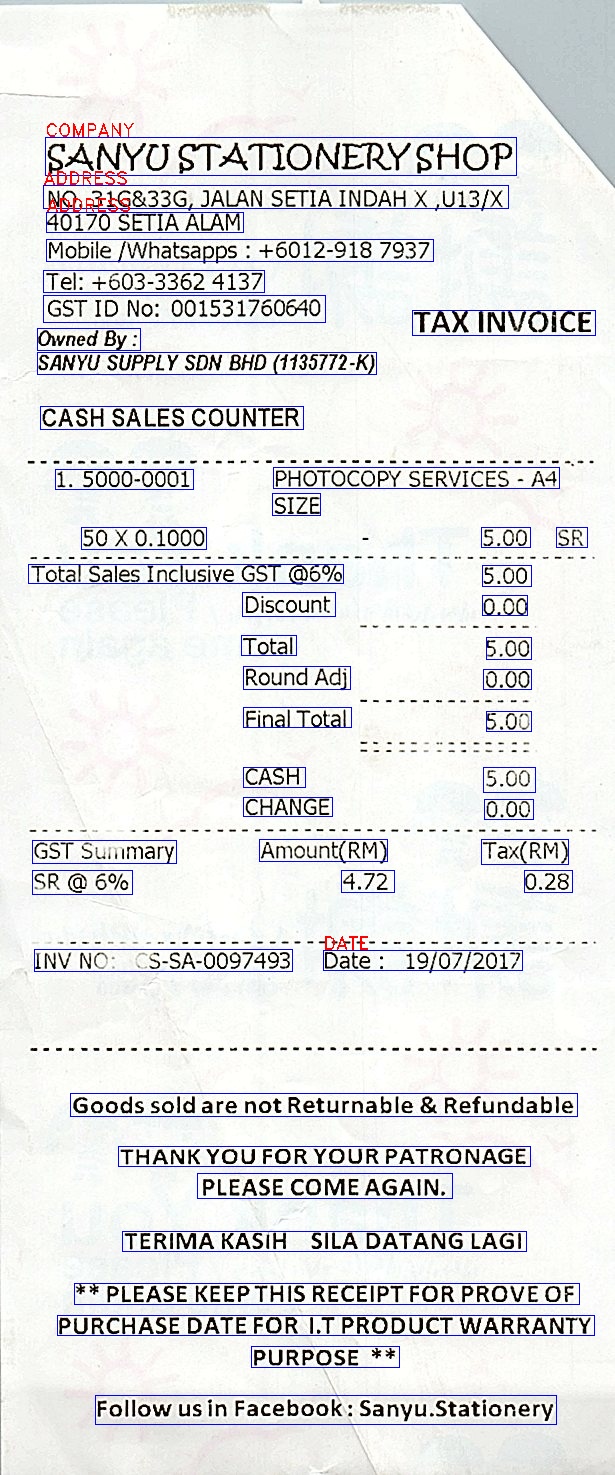 COMPANY
SANYU STATIONERY SHOP
ADDRESS
NO. 31G&33G, JALAN SETIA INDAH X ,U13/X
ADDRESS
40170 SETIA ALAM
Mobile /Whatsapps : +6012-918 7937
Tel: +603-3362 4137
GST ID No: 001531760640
TAX INVOICE
Owned By :
SANYU SUPPLY SDN BHD (1135772-K)
CASH SALES COUNTER
1. 5000-0001 PHOTOCOPY SERVICES - A4
SIZE
50 X 0.1000 - 5.00 SR
Total Sales Inclusive GST @6% 5.00
Discount 0.00
Total 5.00
Round Adj 0.00
Final Total 5.00
CASH 5.00
CHANGE 0.00
GST Summary Amount(RM) Tax(RM)
SR @ 6% 4.72 0.28
DATE
INV NO: CS-SA-0097493 Date : 19/07/2017
Goods sold are not Returnable & Refundable
THANK YOU FOR YOUR PATRONAGE
PLEASE COME AGAIN.
TERIMA KASIH SILA DATANG LAGI
** PLEASE KEEP THIS RECEIPT FOR PROVE OF
PURCHASE DATE FOR I.T PRODUCT WARRANTY
PURPOSE **
Follow us in Facebook : Sanyu.Stationery